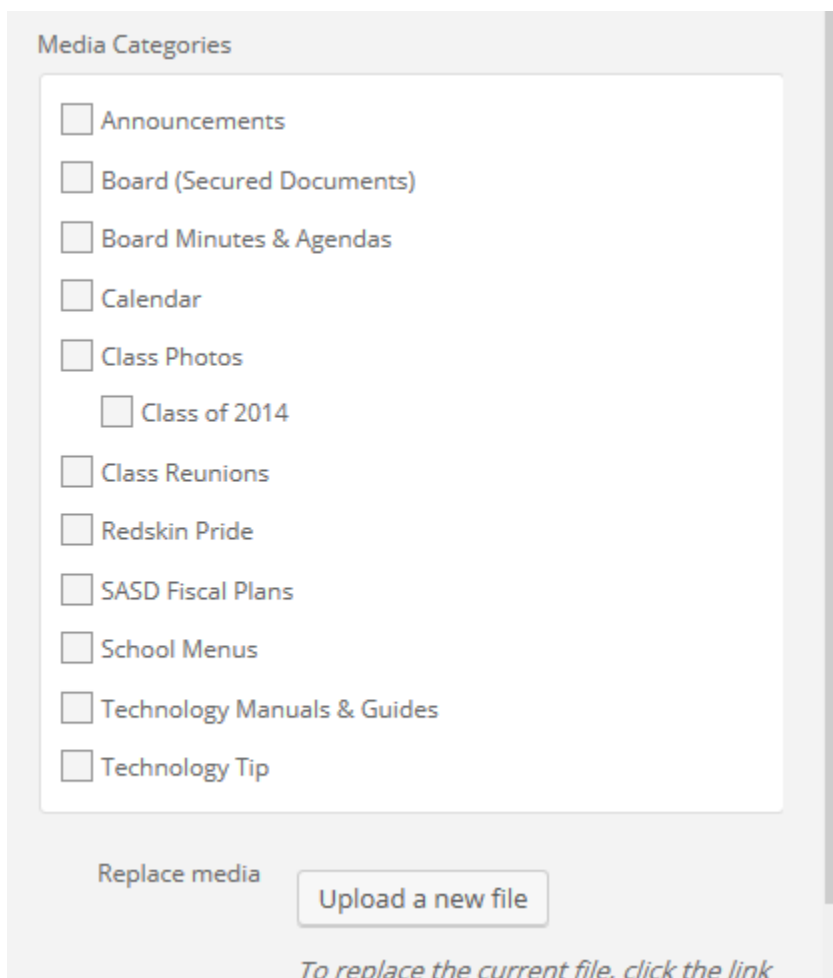 Media Categories
Announcements
Board (Secured Documents)
Board Minutes & Agendas
Calendar
Class Photos
Class of 2014
Class Reunions
Redskin Pride
SASD Fiscal Plans
School Menus
Technology Manuals & Guides
Technology Tip
Replace media
Upload a new file
To replace the current file, click the link